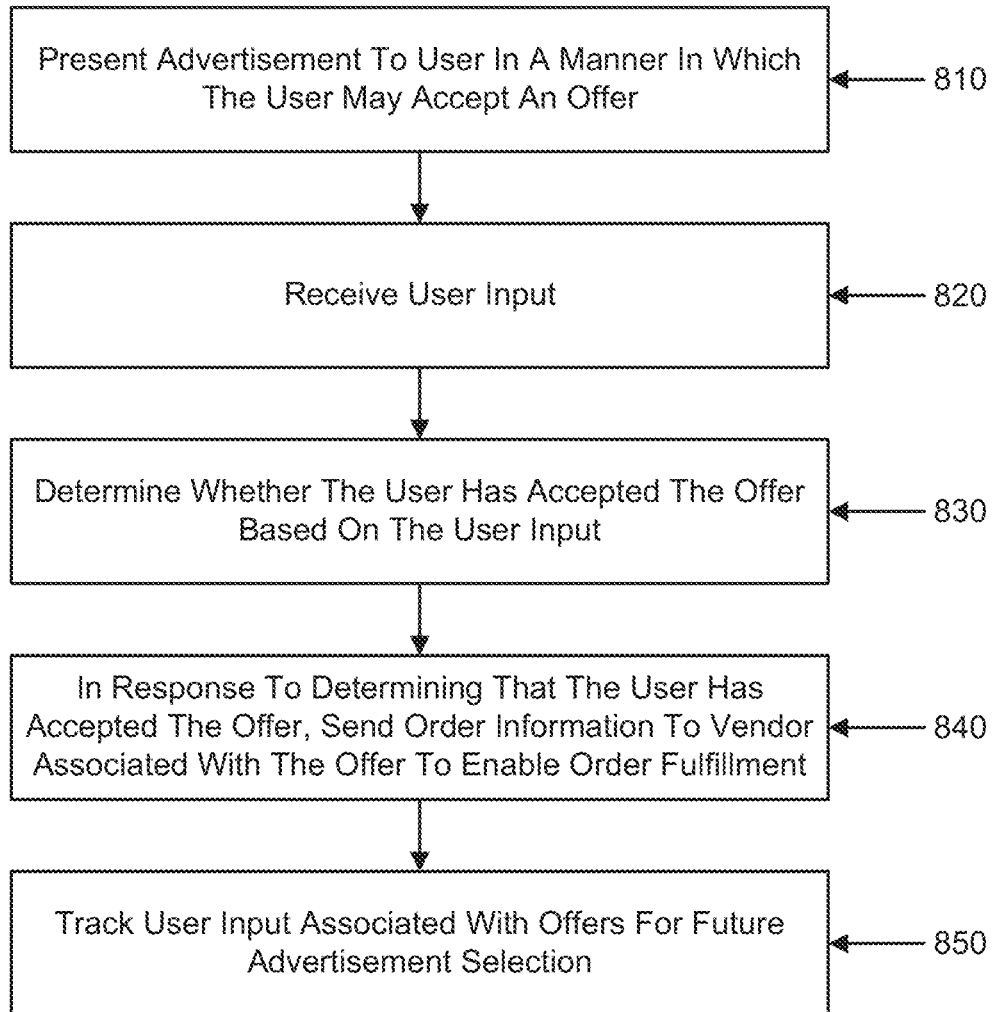 Present Advertisement To User In A Manner In Which
The User May Accept An Offer
810
Receive User Input
820
Determine Whether The User Has Accepted The Offer
Based On The User Input
830
In Response To Determining That The User Has
Accepted The Offer, Send Order Information To Vendor
Associated With The Offer To Enable Order Fulfillment
840
Track User Input Associated With Offers For Future
Advertisement Selection
850